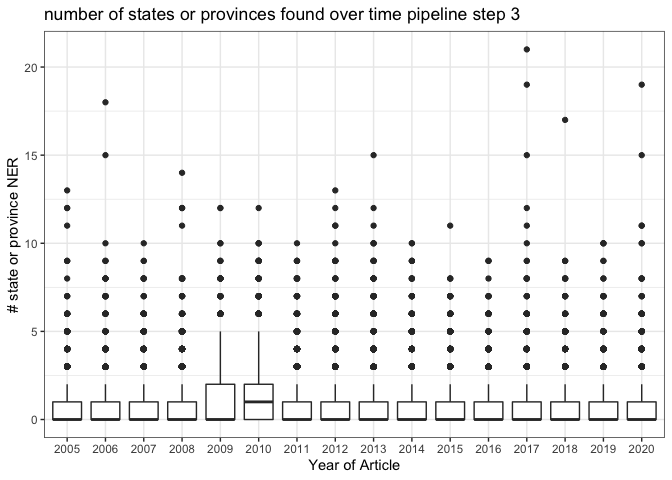 number of states or provinces found over time pipeline step 3
# state or province NER
20
15
10
5
0
2005 2006 2007 2008 2009 2010 2011 2012 2013 2014 2015 2016 2017 2018 2019 2020
Year of Article